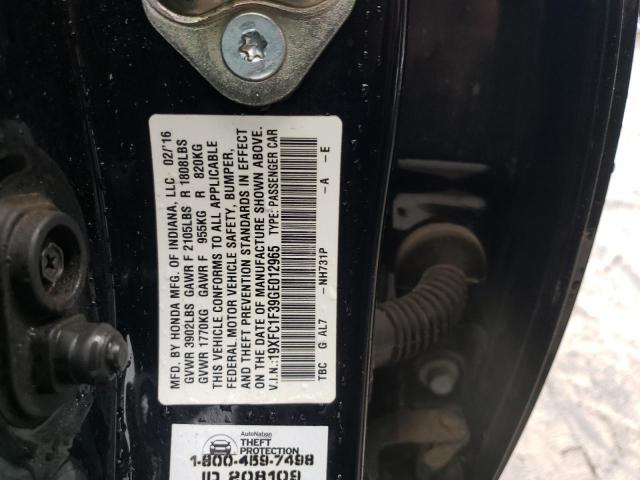 MFD. BY HONDA MFG. OF INDIANA, LLC 02/'16
GVWR 3902LBS GAWR F 2105LBS R 1808LBS
GVWR 1770KG GAWR F 955KG R 820KG
THIS VEHICLE CONFORMS TO ALL APPLICABLE
FEDERAL MOTOR VEHICLE SAFETY, BUMPER,
AND THEFT PREVENTION STANDARDS IN EFFECT
ON THE DATE OF MANUFACTURE SHOWN ABOVE.
V.I.N.:19XFC1F39GE012965 TYPE: PASSENGER CAR
TBC G AL7 -NH731P -A -E
AutoNation
THEFT
PROTECTION
1-800-459-7498
ID 208109